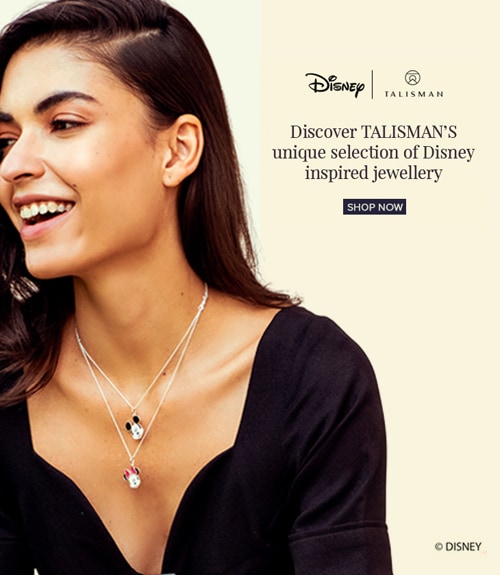 Disney
TALISMAN
Discover TALISMAN'S
unique selection of Disney
inspired jewellery
SHOP NOW
© DISNEY